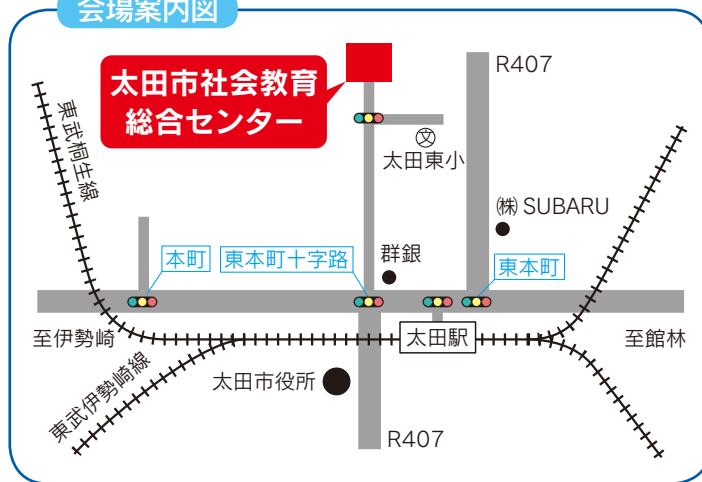 会場案内図
R407
太田市社会教育
総合センター
東武桐生線
文
太田東小
㈱ SUBARU
本町
東本町十字路
群銀
東本町
至伊勢崎
太田駅
至館林
東武伊勢崎線
太田市役所
R407